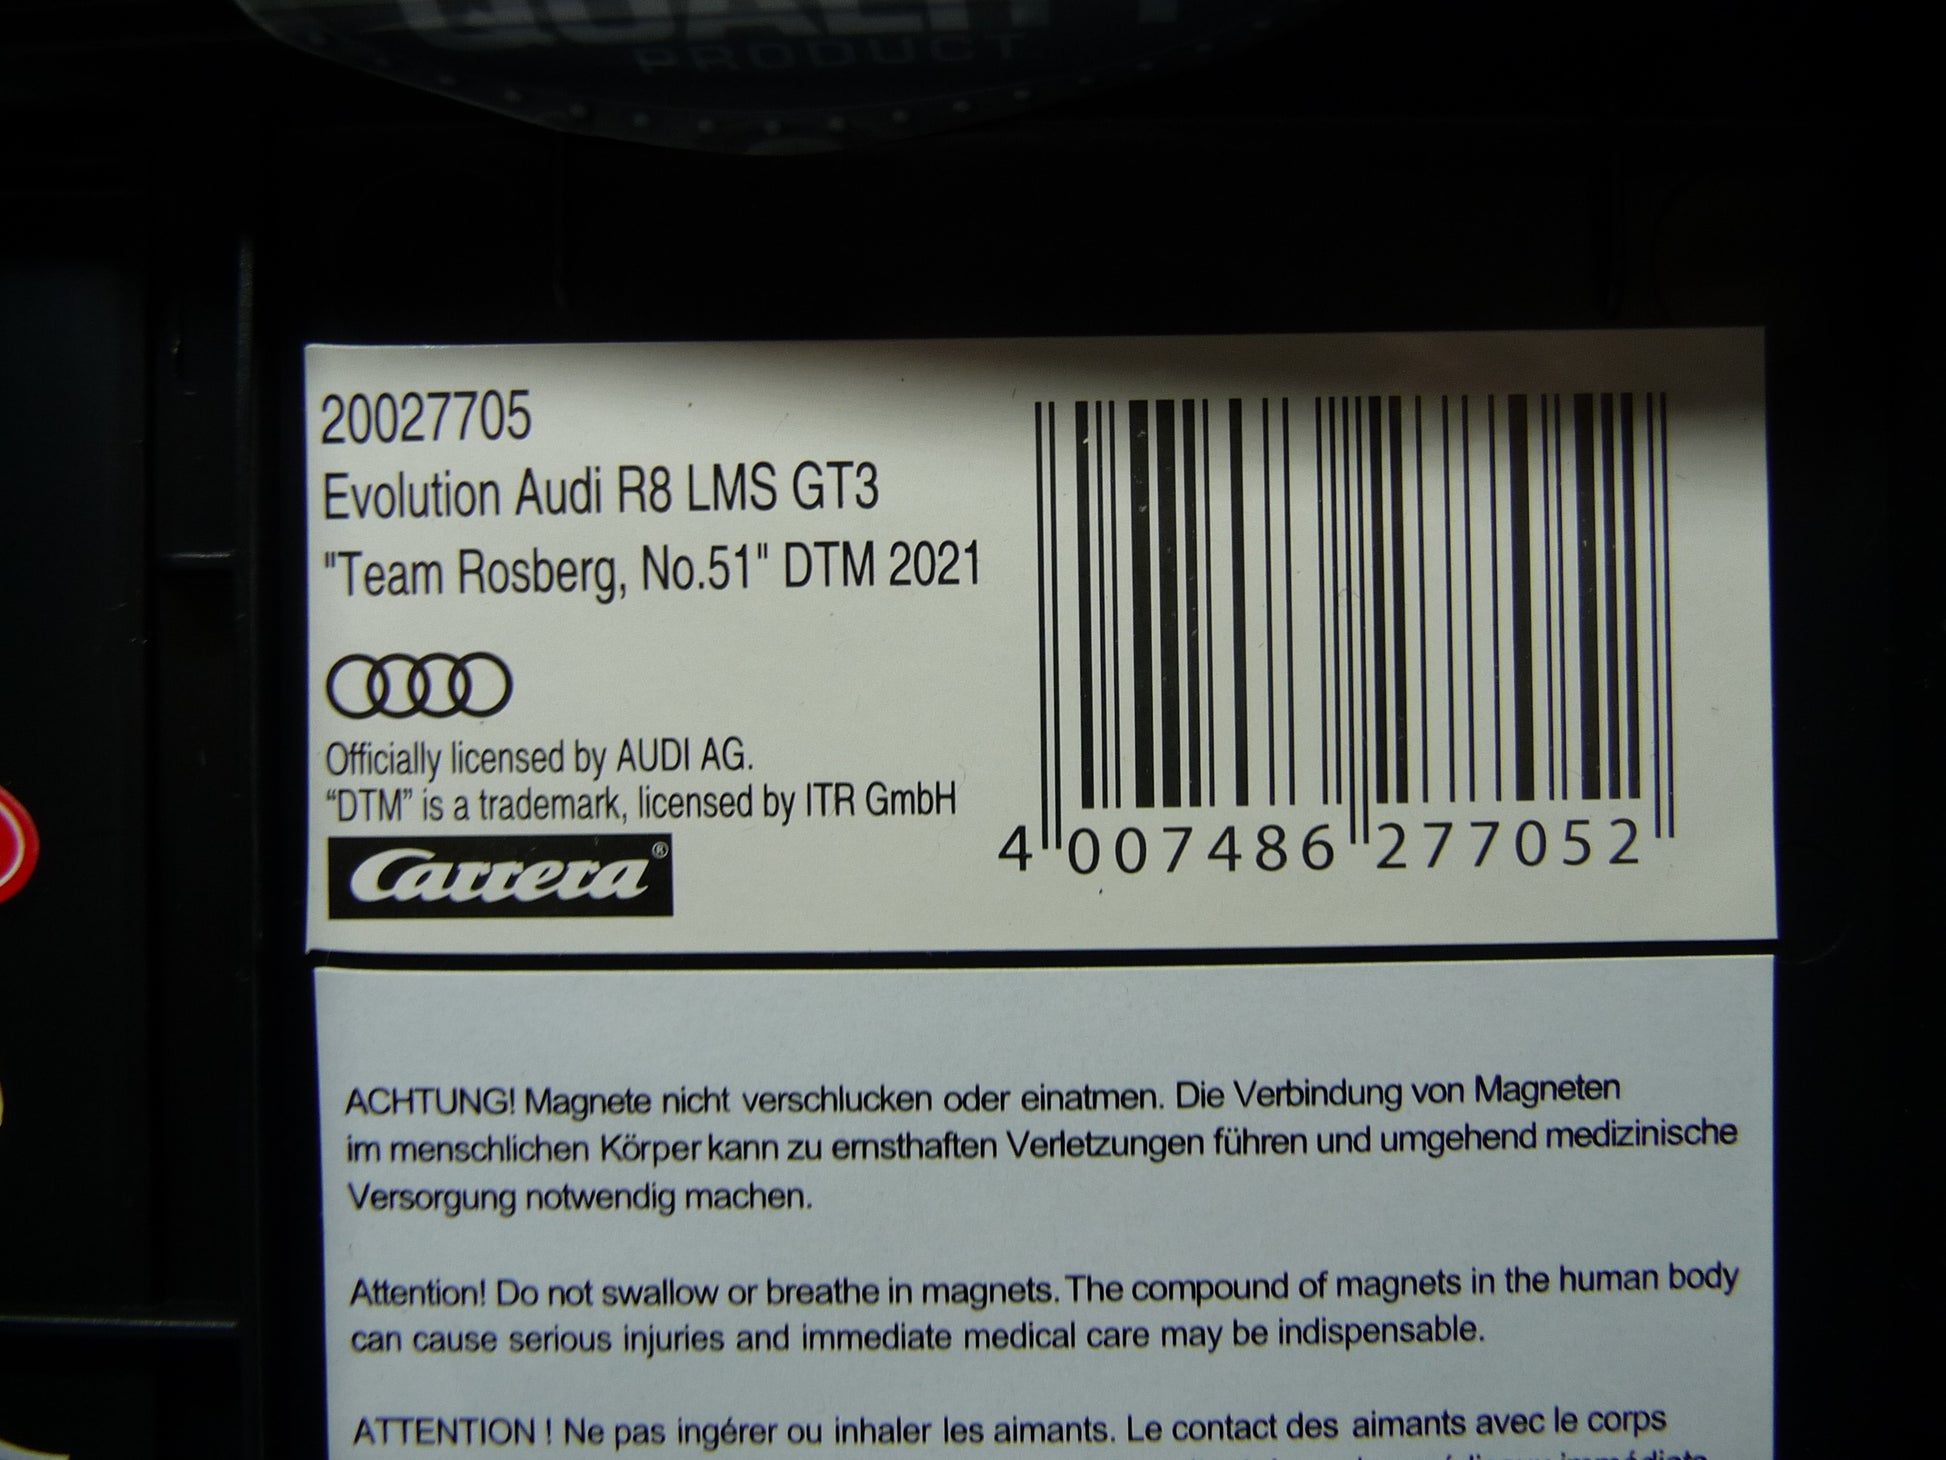 QUALITY
PRODUCT
20027705
Evolution Audi R8 LMS GT3
"Team Rosberg, No.51" DTM 2021
Officially licensed by AUDI AG.
“DTM” is a trademark, licensed by ITR GmbH
Carrera®
4 007486 277052
ACHTUNG! Magnete nicht verschlucken oder einatmen. Die Verbindung von Magneten
im menschlichen Körper kann zu ernsthaften Verletzungen führen und umgehend medizinische
Versorgung notwendig machen.
Attention! Do not swallow or breathe in magnets. The compound of magnets in the human body
can cause serious injuries and immediate medical care may be indispensable.
ATTENTION ! Ne pas ingérer ou inhaler les aimants. Le contact des aimants avec le corps